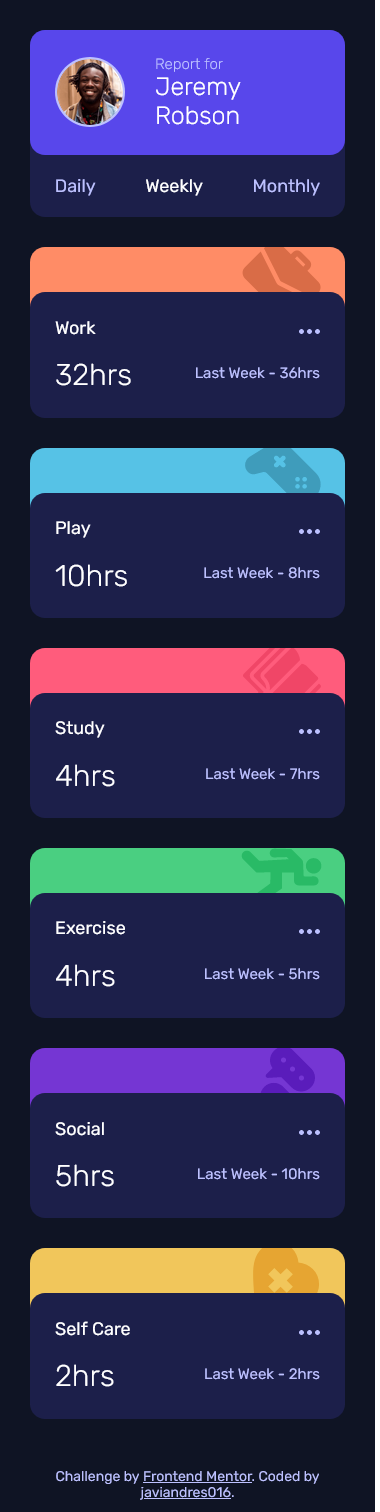 Report for
Jeremy
Robson
Daily Weekly Monthly
Work
32hrs Last Week - 36hrs
Play
10hrs Last Week - 8hrs
Study
4hrs Last Week - 7hrs
Exercise
4hrs Last Week - 5hrs
Social
5hrs Last Week - 10hrs
Self Care
2hrs Last Week - 2hrs
Challenge by Frontend Mentor. Coded by
javiandres016.